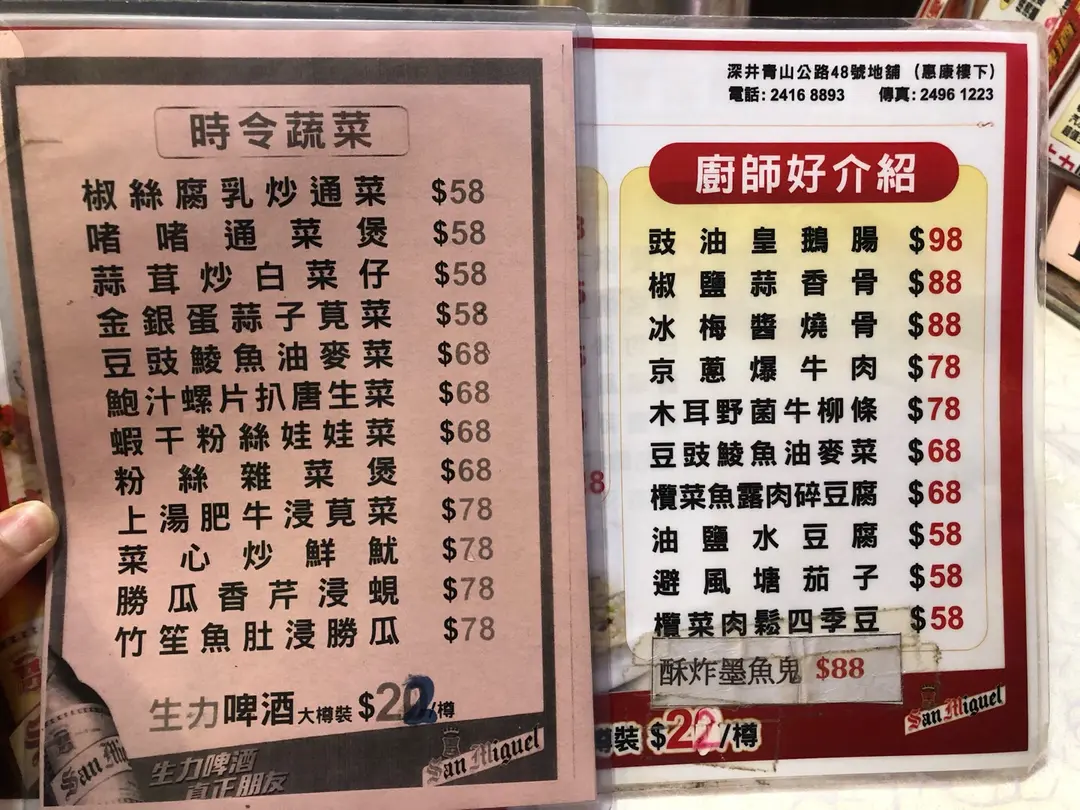 時令蔬菜
椒絲腐乳炒通菜 $58
啫啫通菜煲 $58
蒜茸炒白菜仔 $58
金銀蛋蒜子莧菜 $58
豆豉鯪魚油麥菜 $68
鮑汁螺片扒唐生菜 $68
蝦干粉絲娃娃菜 $68
粉絲雜菜煲 $68
上湯肥牛浸莧菜 $78
菜心炒鮮魷 $78
勝瓜香芹浸蜆 $78
竹笙魚肚浸勝瓜 $78
生力啤酒大樽裝 $22/樽
生力啤酒
真正朋友
San Miguel
San Mi
深井青山公路48號地舖 (惠康樓下)
電話: 2416 8893 傳真: 2496 1223
廚師好介紹
豉油皇鵝腸 $98
椒鹽蒜香骨 $88
冰梅醬燒骨 $88
京蔥爆牛肉 $78
木耳野菌牛柳條 $78
豆豉鯪魚油麥菜 $68
欖菜魚露肉碎豆腐 $68
油鹽水豆腐 $58
避風塘茄子 $58
欖菜肉鬆四季豆 $58
酥炸墨魚鬼 $88
裝 $22/樽
San Miguel